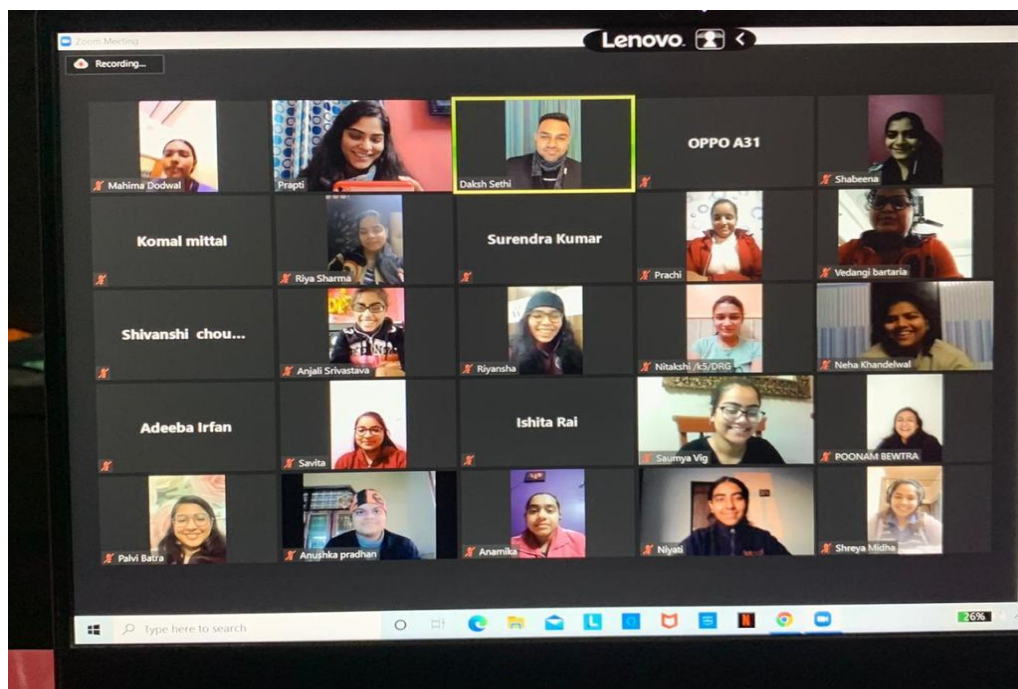 Zoom Meeting
Lenovo.
Recording...
Mahima Dodwal
Prapti
Daksh Sethi
OPPO A31
Shabeena
Komal mittal
Riya Sharma
Surendra Kumar
Prachi
Vedangi bartaria
Shivanshi chou...
Anjali Srivastava
Riyansha
Nitakshi /k5/DRG
Neha Khandelwal
Adeeba Irfan
Savita
Ishita Rai
Saumya Vig
POONAM BEWTRA
Palvi Batra
Anushka pradhan
Anamika
Niyati
Shreya Midha
Type here to search
L
N
26%